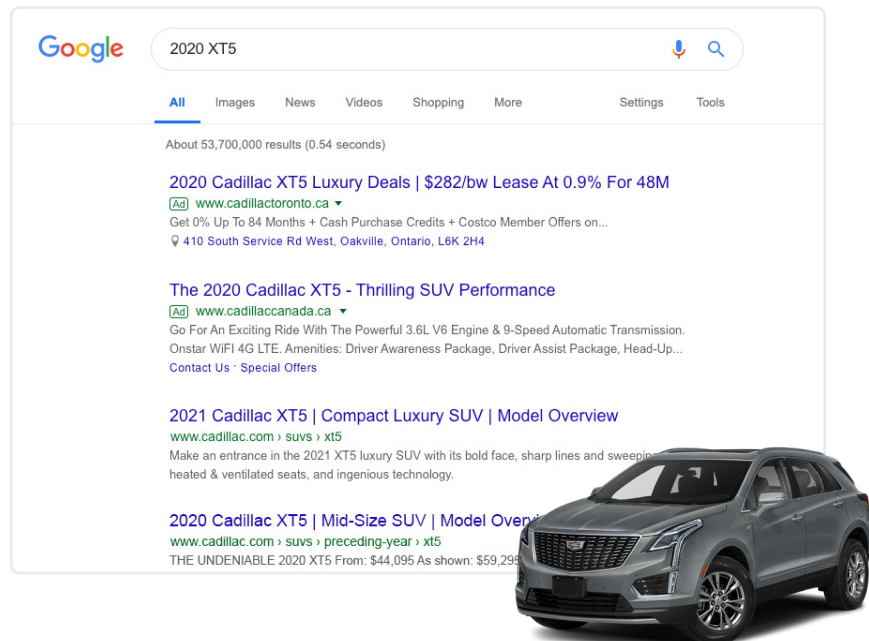 Google
2020 XT5
All Images News Videos Shopping More Settings Tools
About 53,700,000 results (0.54 seconds)
2020 Cadillac XT5 Luxury Deals | $282/bw Lease At 0.9% For 48M
Ad www.cadillactoronto.ca
Get 0% Up To 84 Months + Cash Purchase Credits + Costco Member Offers on...
410 South Service Rd West, Oakville, Ontario, L6K 2H4
The 2020 Cadillac XT5 - Thrilling SUV Performance
Ad www.cadillaccanada.ca
Go For An Exciting Ride With The Powerful 3.6L V6 Engine & 9-Speed Automatic Transmission.
Onstar WiFI 4G LTE. Amenities: Driver Awareness Package, Driver Assist Package, Head-Up...
Contact Us · Special Offers
2021 Cadillac XT5 | Compact Luxury SUV | Model Overview
www.cadillac.com › suvs › xt5
Make an entrance in the 2021 XT5 luxury SUV with its bold face, sharp lines and
heated & ventilated seats, and ingenious technology.
2020 Cadillac XT5 | Mid-Size SUV | Model
www.cadillac.com › suvs › preceding-year › xt5
THE UNDENIABLE 2020 XT5 From: $44,095 As shown: $59,295